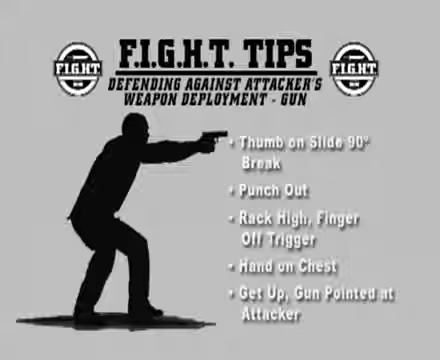 F.I.G.H.T. TIPS
F.I.G.H.T.
F.I.G.H.T.
DEFENDING AGAINST ATTACKER'S
WEAPON DEPLOYMENT - GUN
• Thumb on Slide 90°
Break
• Punch Out
• Rack High, Finger
Off Trigger
• Hand on Chest
• Get Up, Gun Pointed at
Attacker